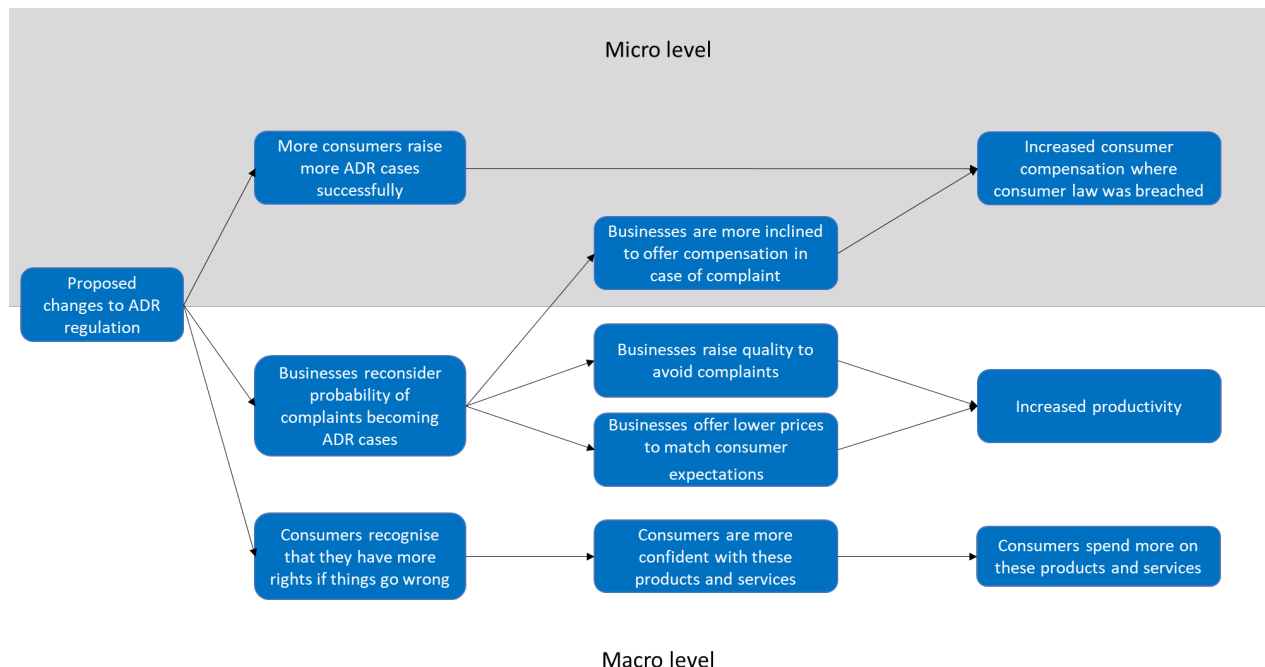 Micro level
More consumers raise
more ADR cases
successfully
Increased consumer
compensation where
consumer law was breached
Businesses are more inclined
to offer compensation in
case of complaint
Proposed
changes to ADR
regulation
Businesses raise quality to
avoid complaints
Businesses reconsider
probability of
complaints becoming
ADR cases
Increased productivity
Businesses offer lower prices
to match consumer
expectations
Consumers recognise
that they have more
rights if things go wrong
Consumers are more
confident with these
products and services
Consumers spend more on
these products and services
Macro level